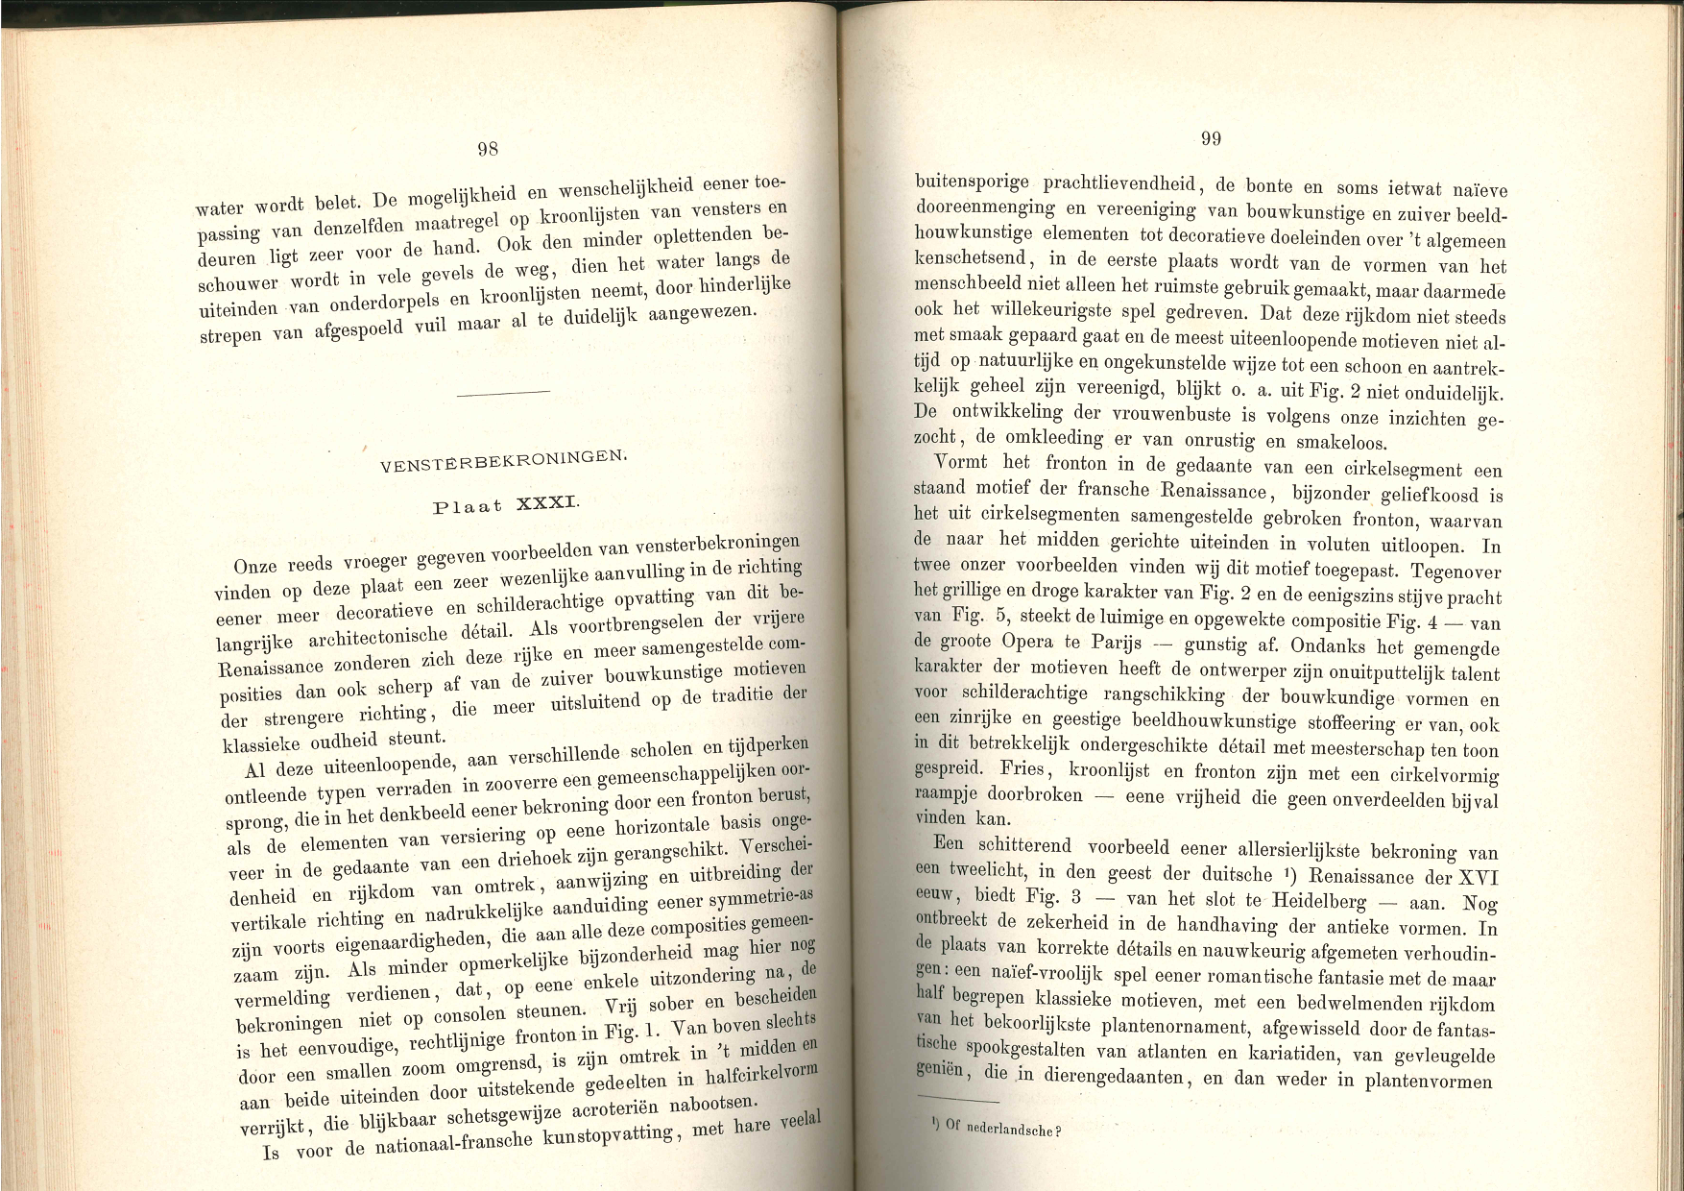 98
water wordt belet. De mogelijkheid en wenschelijkheid eener toe-
passing van denzelfden maatregel op kroonlijsten van vensters en
deuren ligt zeer voor de hand. Ook den minder oplettenden be-
schouwer wordt in vele gevels de weg, dien het water langs de
uiteinden van onderdorpels en kroonlijsten neemt, door hinderlijke
strepen van afgespoeld vuil maar al te duidelijk aangewezen.
VENSTERBEKRONINGEN.
Plaat XXXI.
Onze reeds vroeger gegeven voorbeelden van vensterbekroningen
vinden op deze plaat een zeer wezenlijke aanvulling in de richting
eener meer decoratieve en schilderachtige opvatting van dit be-
langrijke architectonische détail. Als voortbrengselen der vrijere
Renaissance zonderen zich deze rijke en meer samengestelde com-
posities dan ook scherp af van de zuiver bouwkunstige motieven
der strengere richting, die meer uitsluitend op de traditie der
klassieke oudheid steunt.
Al deze uiteenloopende, aan verschillende scholen en tijdperken
ontleende typen verraden in zooverre een gemeenschappelijken oor-
sprong, die in het denkbeeld eener bekroning door een fronton berust,
als de elementen van versiering op eene horizontale basis onge-
veer in de gedaante van een driehoek zijn gerangschikt. Verschei-
denheid en rijkdom van omtrek, aanwijzing en uitbreiding der
vertikale richting en nadrukkelijke aanduiding eener symmetrie-as
zijn voorts eigenaardigheden, die aan alle deze composities gemeen-
zaam zijn. Als minder opmerkelijke bijzonderheid mag hier nog
vermelding verdienen, dat, op eene enkele uitzondering na, de
bekroningen niet op consolen steunen. Vrij sober en bescheiden
is het eenvoudige, rechtlijnige fronton in Fig. 1. Van boven slechts
door een smallen zoom omgrensd, is zijn omtrek in 't midden en
aan beide uiteinden door uitstekende gedeelten in halfcirkelvorm
verrijkt, die blijkbaar schetsgewijze acroteriën nabootsen.
Is voor de nationaal-fransche kunstopvatting, met hare veelal
99
buitensporige prachtlievendheid, de bonte en soms ietwat naïeve
dooreenmenging en vereeniging van bouwkunstige en zuiver beeld-
houwkunstige elementen tot decoratieve doeleinden over 't algemeen
kenschetsend, in de eerste plaats wordt van de vormen van het
menschbeeld niet alleen het ruimste gebruik gemaakt, maar daarmede
ook het willekeurigste spel gedreven. Dat deze rijkdom niet steeds
met smaak gepaard gaat en de meest uiteenloopende motieven niet al-
tijd op natuurlijke en ongekunstelde wijze tot een schoon en aantrek-
kelijk geheel zijn vereenigd, blijkt o. a. uit Fig. 2 niet onduidelijk.
De ontwikkeling der vrouwenbuste is volgens onze inzichten ge-
zocht, de omkleeding er van onrustig en smakeloos.
Vormt het fronton in de gedaante van een cirkelsegment een
staand motief der fransche Renaissance, bijzonder geliefkoosd is
het uit cirkelsegmenten samengestelde gebroken fronton, waarvan
de naar het midden gerichte uiteinden in voluten uitloopen. In
twee onzer voorbeelden vinden wij dit motief toegepast. Tegenover
het grillige en droge karakter van Fig. 2 en de eenigszins stijve pracht
van Fig. 5, steekt de luimige en opgewekte compositie Fig. 4 — van
de groote Opera te Parijs — gunstig af. Ondanks het gemengde
karakter der motieven heeft de ontwerper zijn onuitputtelijk talent
voor schilderachtige rangschikking der bouwkundige vormen en
een zinrijke en geestige beeldhouwkunstige stoffeering er van, ook
in dit betrekkelijk ondergeschikte détail met meesterschap ten toon
gespreid. Fries, kroonlijst en fronton zijn met een cirkelvormig
raampje doorbroken — eene vrijheid die geen onverdeelden bijval
vinden kan.
Een schitterend voorbeeld eener allersierlijkste bekroning van
een tweelicht, in den geest der duitsche ¹) Renaissance der XVI
eeuw, biedt Fig. 3 — van het slot te Heidelberg — aan. Nog
ontbreekt de zekerheid in de handhaving der antieke vormen. In
de plaats van korrekte détails en nauwkeurig afgemeten verhoudin-
gen: een naïef-vroolijk spel eener romantische fantasie met de maar
half begrepen klassieke motieven, met een bedwelmenden rijkdom
van het bekoorlijkste plantenornament, afgewisseld door de fantas-
tische spookgestalten van atlanten en kariatiden, van gevleugelde
geniën, die in dierengedaanten, en dan weder in plantenvormen
¹) Of nederlandsche?